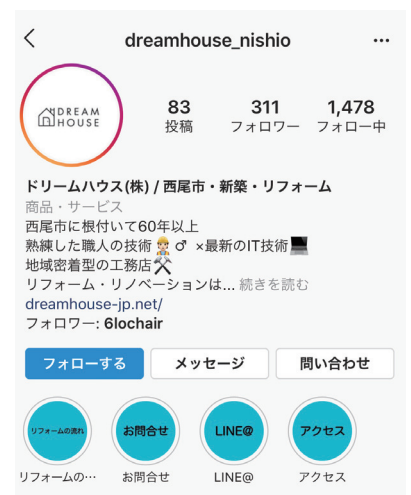 dreamhouse_nishio
DREAM
HOUSE
83
投稿
311
フォロワー
1,478
フォロー中
ドリームハウス(株) / 西尾市・新築・リフォーム
商品・サービス
西尾市に根付いて60年以上
熟練した職人の技術👷♂ ×最新のIT技術💻
地域密着型の工務店⚒
リフォーム・リノベーションは... 続きを読む
dreamhouse-jp.net/
フォロワー: 6lochair
フォローする
メッセージ
問い合わせ
リフォームの流れ
お問合せ
LINE@
アクセス
リフォームの…
お問合せ
LINE@
アクセス